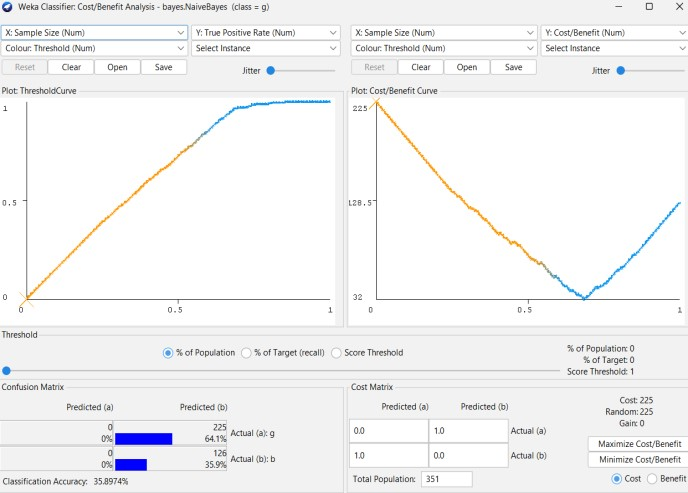 Weka Classifier: Cost/Benefit Analysis - bayes.NaiveBayes (class = g)
X: Sample Size (Num) Y: True Positive Rate (Num) X: Sample Size (Num) Y: Cost/Benefit (Num)
Colour: Threshold (Num) Select Instance Colour: Threshold (Num) Select Instance
Reset Clear Open Save Jitter Reset Clear Open Save Jitter
Plot: ThresholdCurve Plot: Cost/Benefit Curve
1 225
0.5 128.5
0 32
0 0.5 1 0 0.5 1
Threshold
% of Population % of Target (recall) Score Threshold
% of Population: 0
% of Target: 0
Score Threshold: 1
Confusion Matrix
Predicted (a) Predicted (b)
0 225
0% 64.1% Actual (a): g
0 126
0% 35.9% Actual (b): b
Classification Accuracy: 35.8974%
Cost Matrix
Predicted (a) Predicted (b)
0.0 1.0 Actual (a)
1.0 0.0 Actual (b)
Total Population: 351
Cost: 225
Random: 225
Gain: 0
Maximize Cost/Benefit
Minimize Cost/Benefit
Cost Benefit